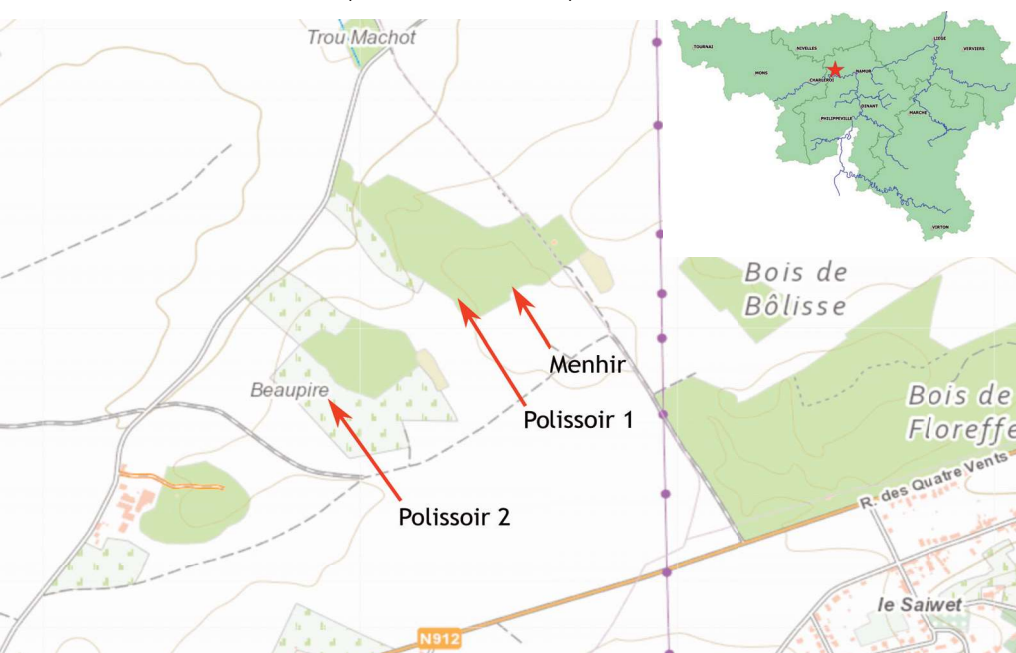 Trou Machot
TOURNAI
NIVELLES
LIEGE
VERVIERS
MONS
CHARLEROI
NAMUR
DINANT
PHILIPPEVILLE
MARCHE
VIRTON
Bois de
Bôlisse
Menhir
Beaupire
Polissoir 1
Bois de
Floreffe
R. des Quatre Vents
Polissoir 2
le Saiwet
N912